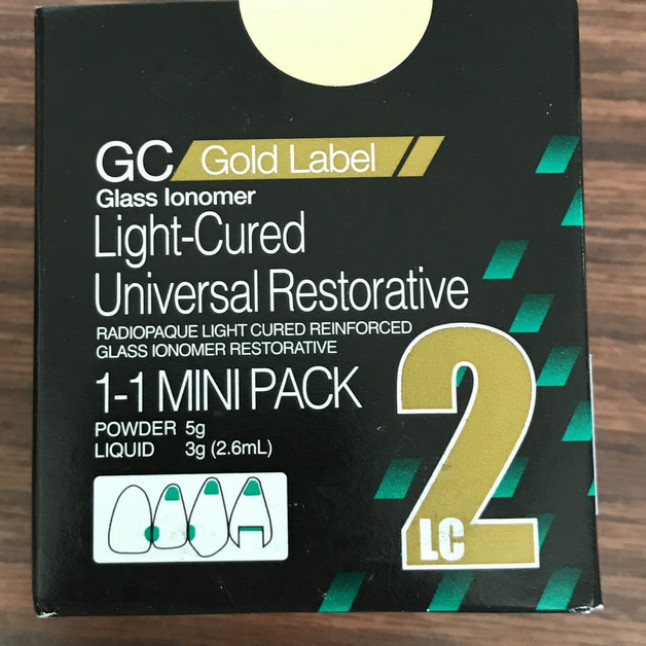 GC Gold Label
Glass Ionomer
Light-Cured
Universal Restorative
RADIOPAQUE LIGHT CURED REINFORCED
GLASS IONOMER RESTORATIVE
1-1 MINI PACK
POWDER 5g
LIQUID 3g (2.6mL)
2
LC